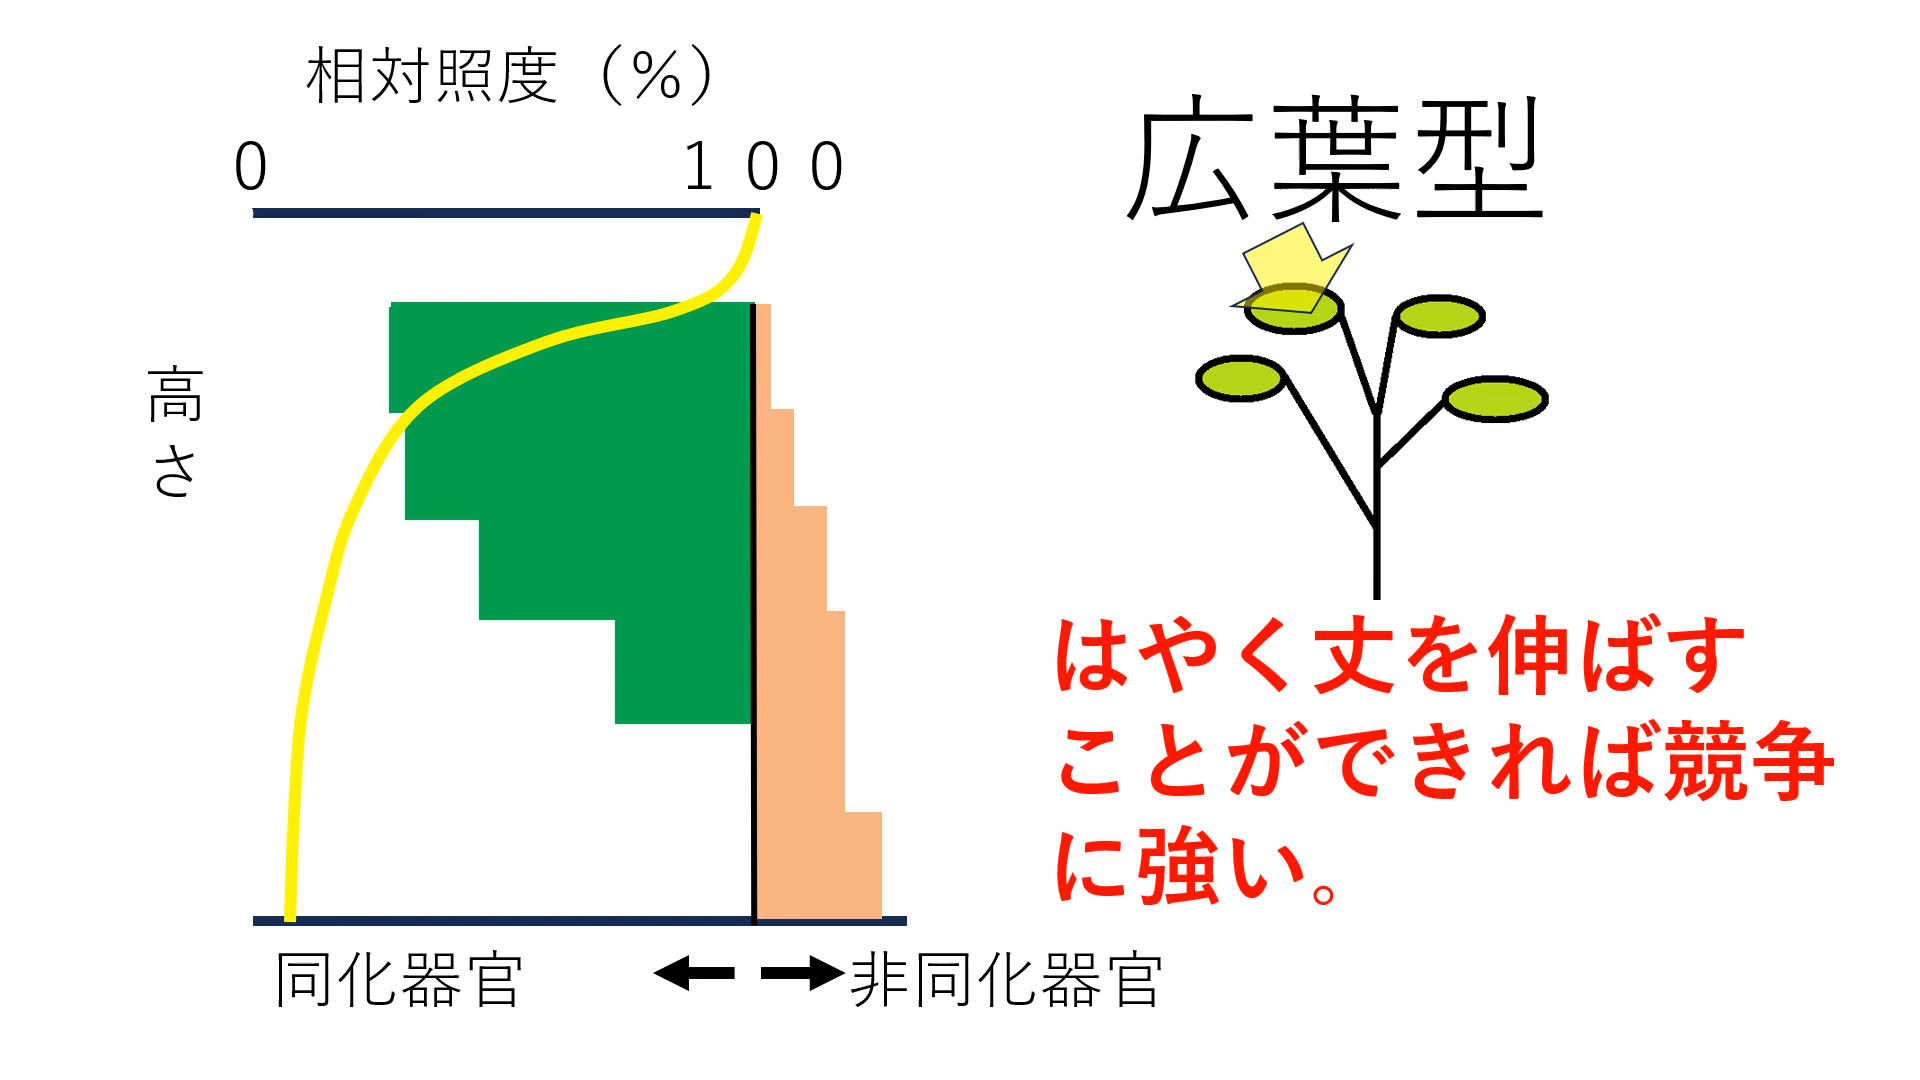 相対照度（％）
0
１００
高
さ
同化器官
非同化器官
広葉型
はやく丈を伸ばす
ことができれば競争
に強い。